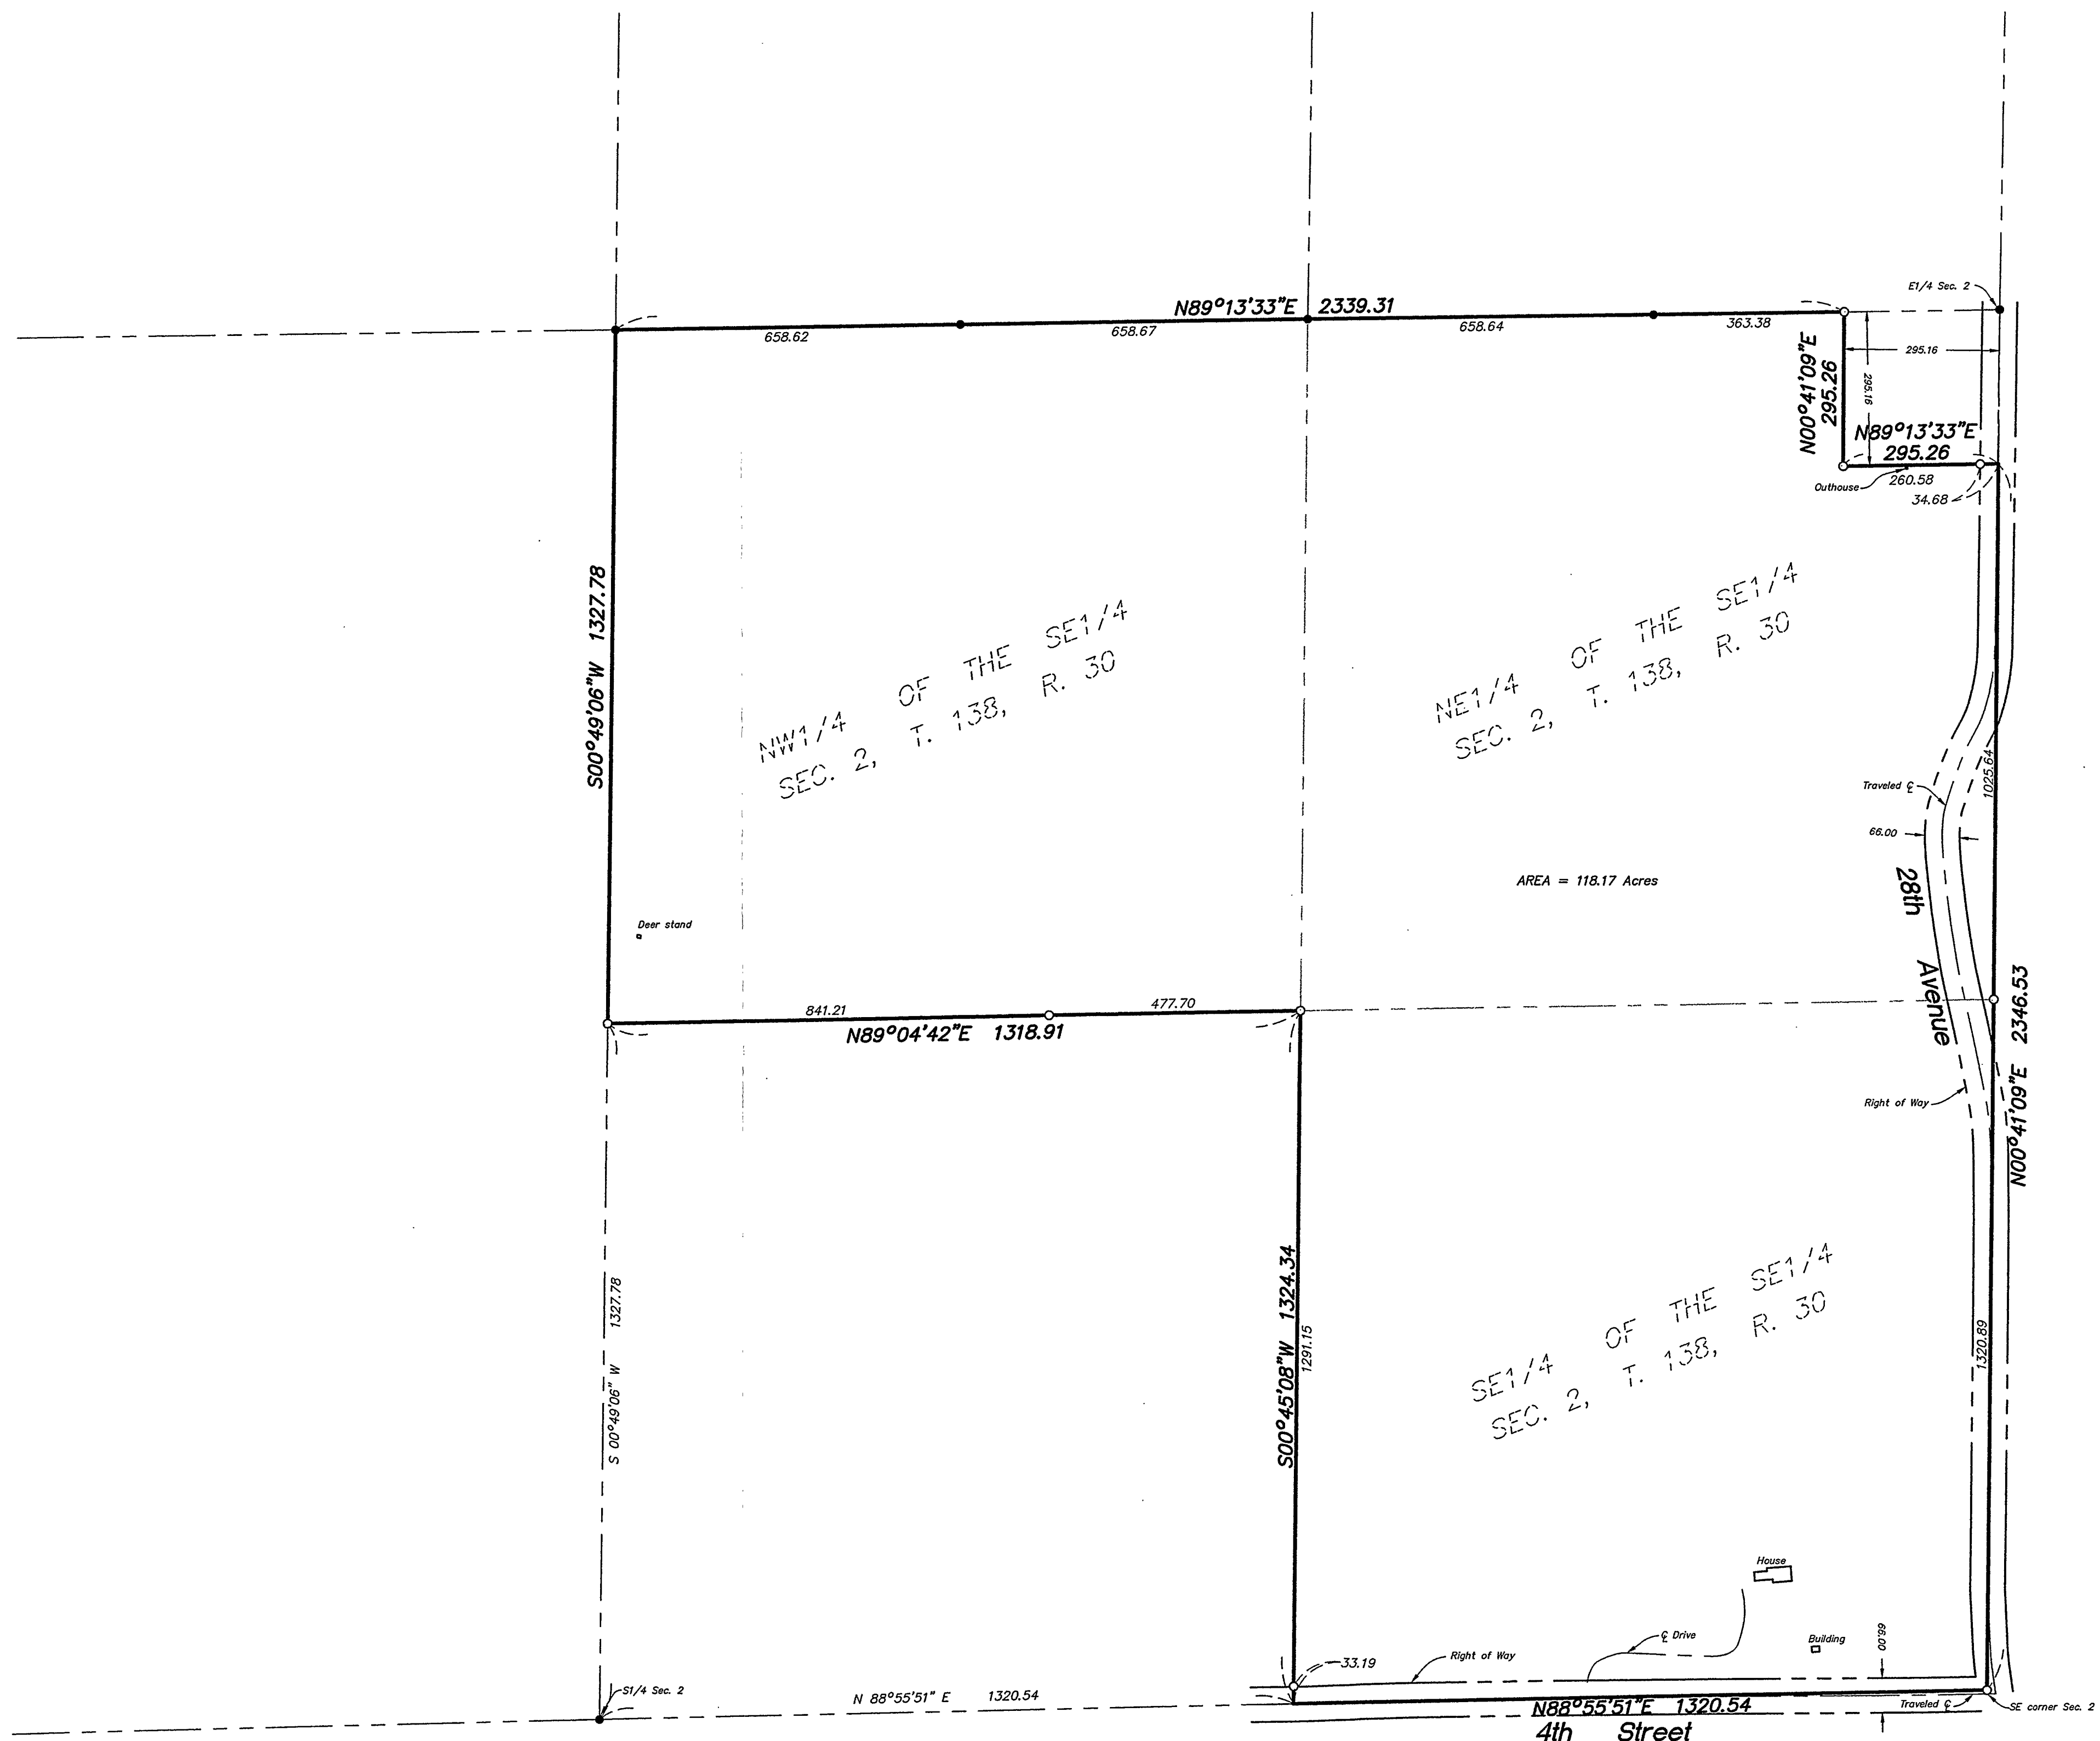 E1/4 Sec. 2
N89°13'33"E 2339.31
658.62
658.67
658.64
363.38
295.16
N00°41'09"E
295.26
295.16
N89°13'33"E
295.26
Outhouse
260.58
34.68
S00°49'06"W 1327.78
NW1/4 OF THE SE1/4
SEC. 2, T. 138, R. 30
NE1/4 OF THE SE1/4
SEC. 2, T. 138, R. 30
1025.64
Traveled ℄
66.00
28th Avenue
AREA = 118.17 Acres
Deer stand
841.21
477.70
N89°04'42"E 1318.91
N00°41'09"E 2346.53
Right of Way
S 00°49'06" W 1327.78
S00°45'08"W 1324.34
1291.15
SE1/4 OF THE SE1/4
SEC. 2, T. 138, R. 30
1320.89
House
℄ Drive
Building
66.00
33.19
Right of Way
S1/4 Sec. 2
N 88°55'51" E 1320.54
N88°55'51"E 1320.54
Traveled ℄
SE corner Sec. 2
4th Street